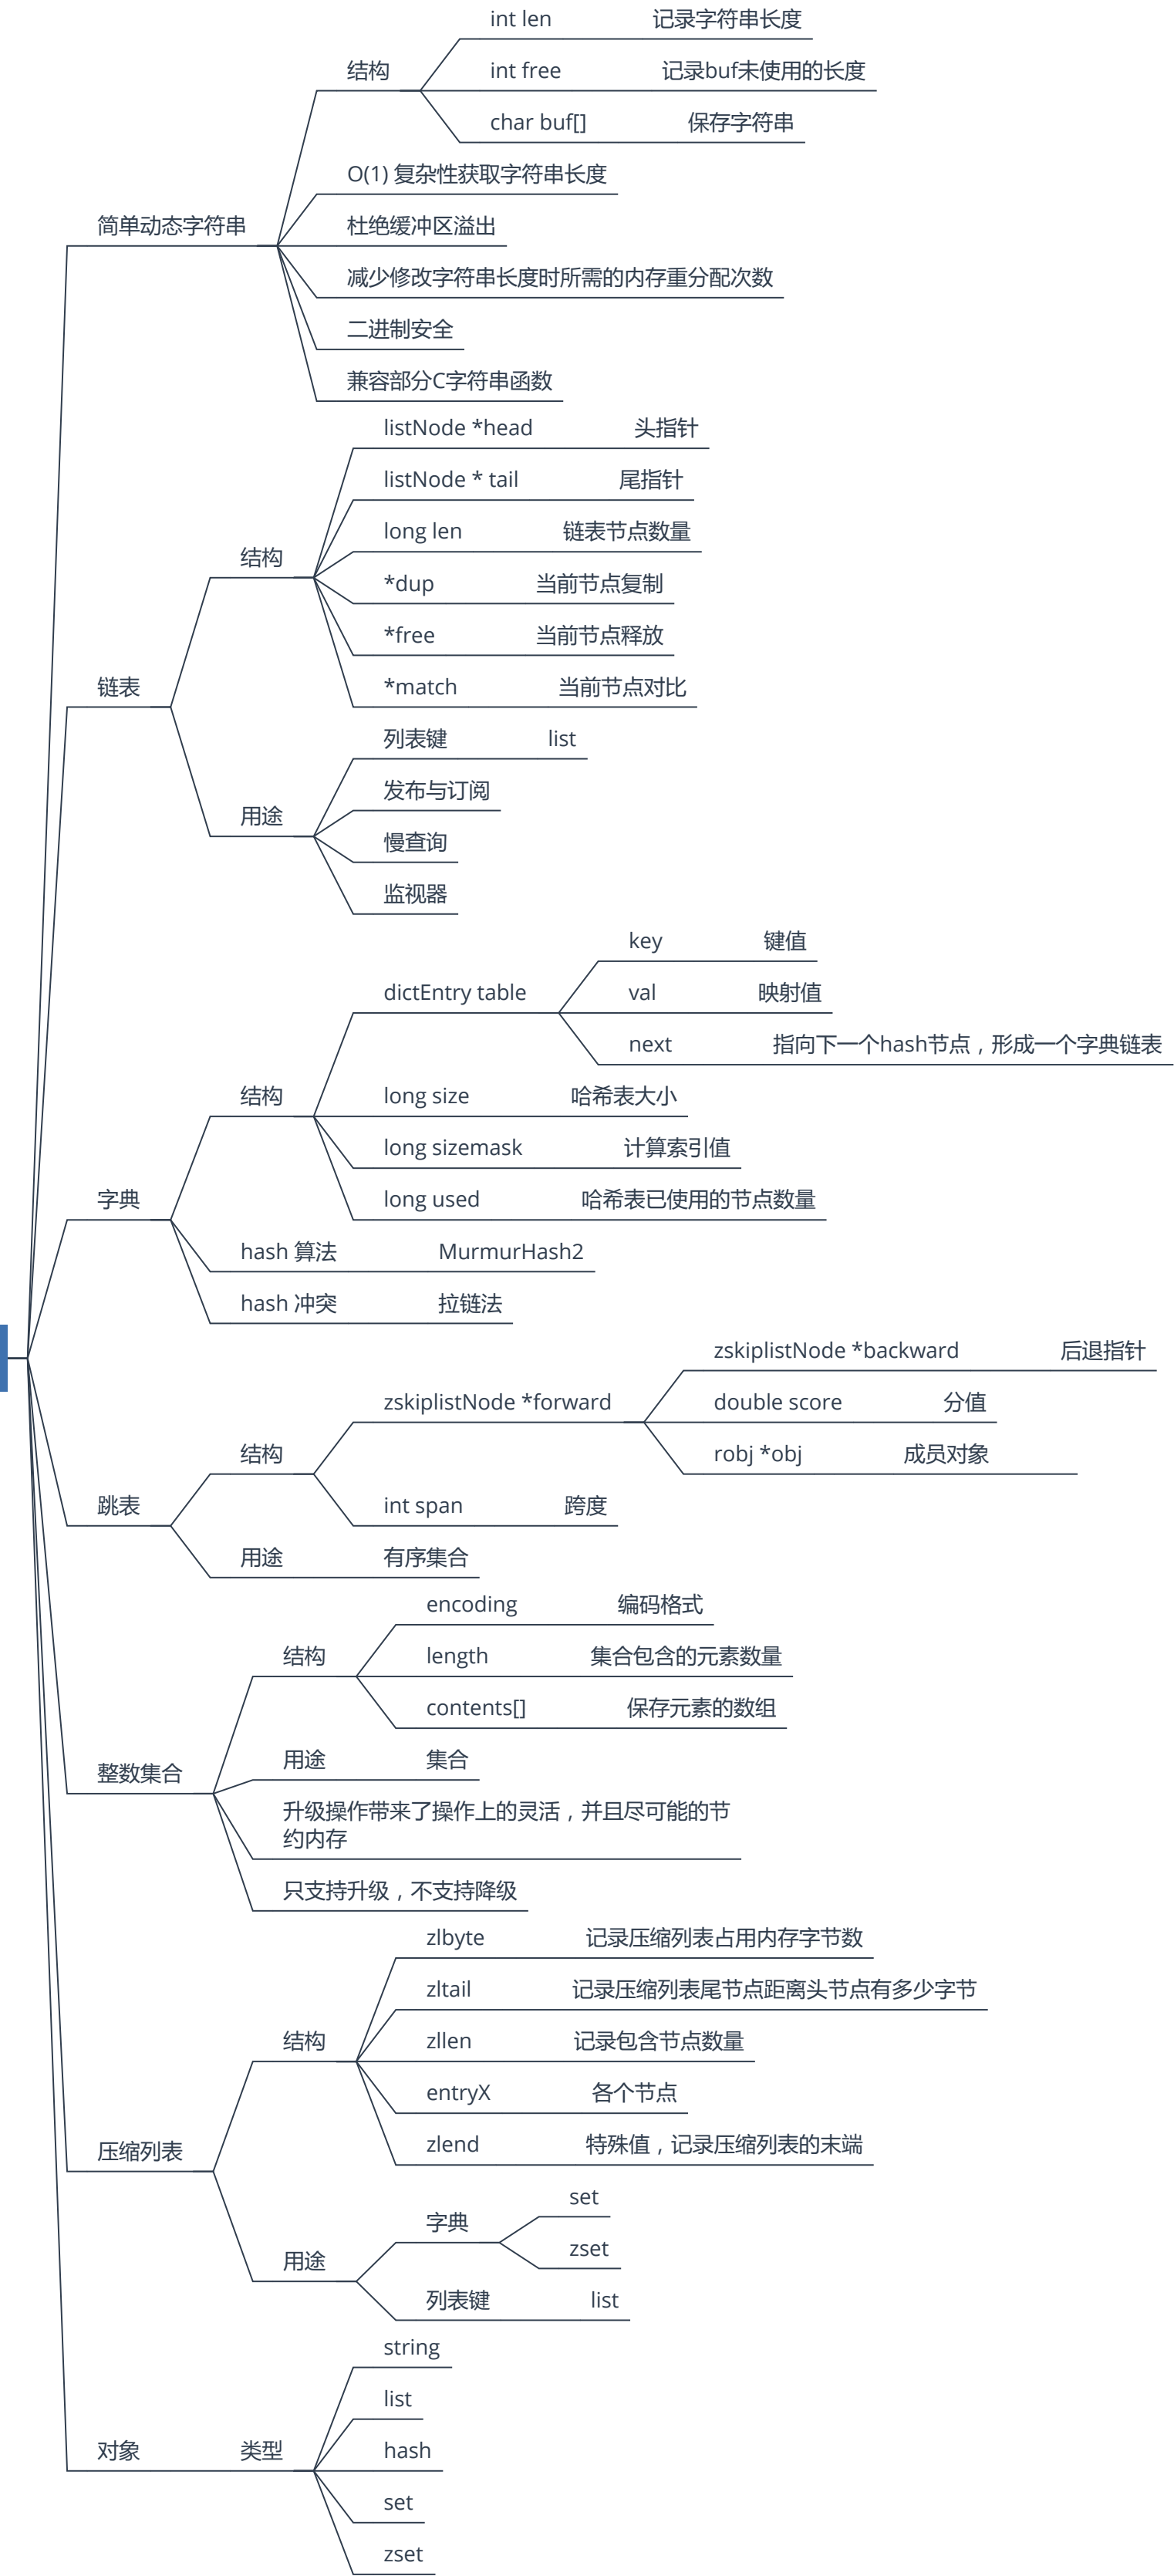 int len 记录字符串长度
结构
int free 记录buf未使用的长度
char buf[] 保存字符串
O(1) 复杂性获取字符串长度
简单动态字符串
杜绝缓冲区溢出
减少修改字符串长度时所需的内存重分配次数
二进制安全
兼容部分C字符串函数
listNode *head 头指针
listNode * tail 尾指针
long len 链表节点数量
结构
*dup 当前节点复制
*free 当前节点释放
*match 当前节点对比
链表
列表键 list
发布与订阅
用途
慢查询
监视器
key 键值
dictEntry table
val 映射值
next 指向下一个hash节点，形成一个字典链表
结构
long size 哈希表大小
long sizemask 计算索引值
long used 哈希表已使用的节点数量
字典
hash 算法 MurmurHash2
hash 冲突 拉链法
zskiplistNode *backward 后退指针
zskiplistNode *forward
double score 分值
robj *obj 成员对象
结构
int span 跨度
跳表
用途 有序集合
encoding 编码格式
结构
length 集合包含的元素数量
contents[] 保存元素的数组
整数集合
用途 集合
升级操作带来了操作上的灵活，并且尽可能的节
约内存
只支持升级，不支持降级
zlbyte 记录压缩列表占用内存字节数
zltail 记录压缩列表尾节点距离头节点有多少字节
结构
zllen 记录包含节点数量
entryX 各个节点
zlend 特殊值，记录压缩列表的末端
压缩列表
set
字典
zset
用途
列表键 list
string
list
对象 类型
hash
set
zset